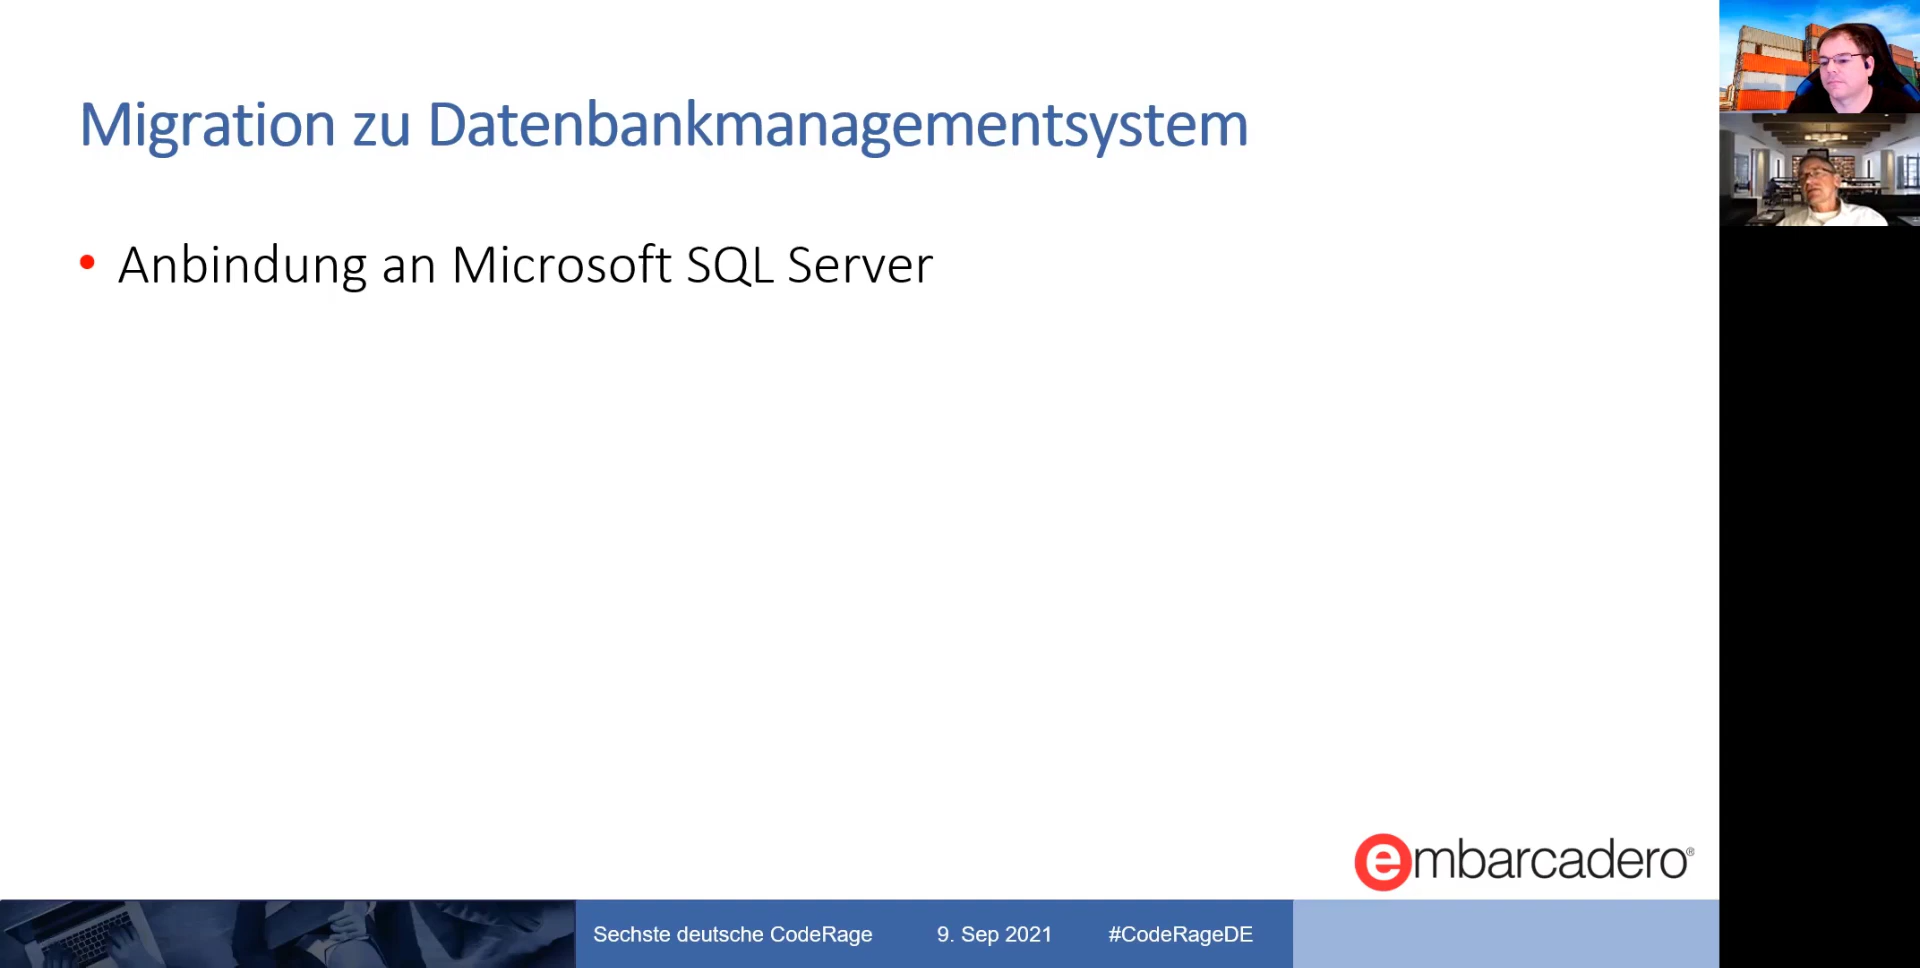 Migration zu Datenbankmanagementsystem
• Anbindung an Microsoft SQL Server
embarcadero®
Sechste deutsche CodeRage 9. Sep 2021 #CodeRageDE